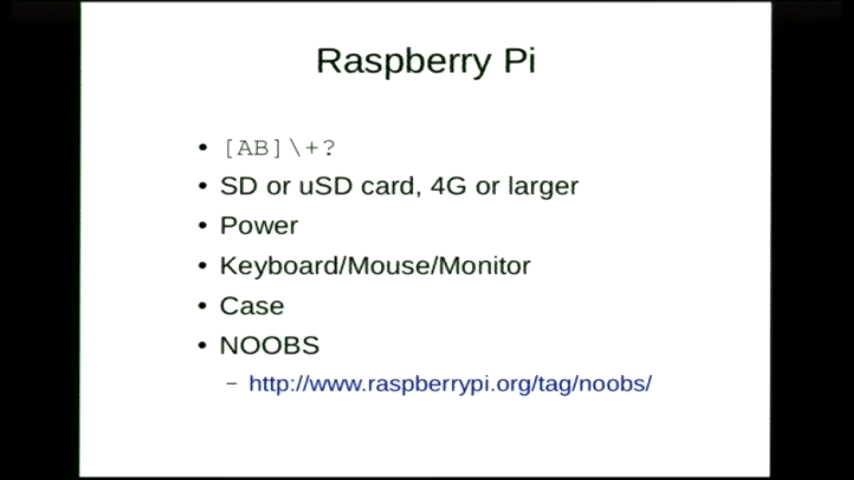 Raspberry Pi
• [AB]\+?
• SD or uSD card, 4G or larger
• Power
• Keyboard/Mouse/Monitor
• Case
• NOOBS
– http://www.raspberrypi.org/tag/noobs/